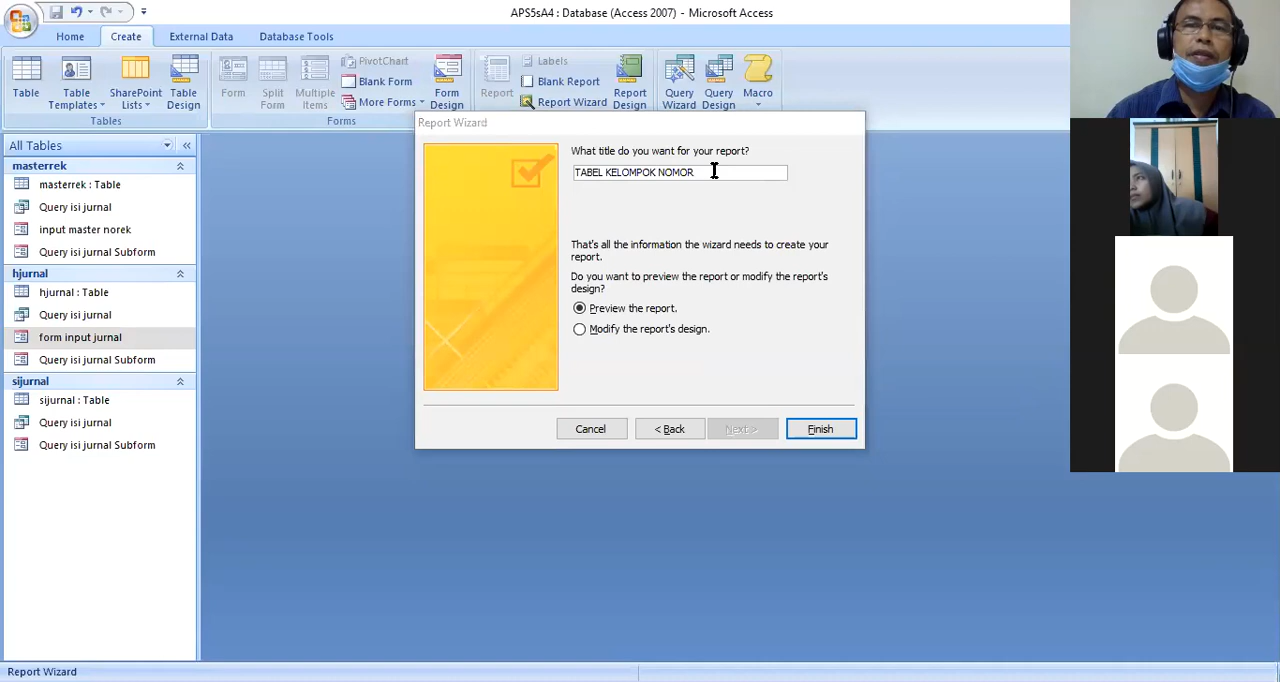 APS5sA4 : Database (Access 2007) - Microsoft Access
Home Create External Data Database Tools
Table
Table Templates
SharePoint Lists
Table Design
Tables
Form
Split Form
Multiple Items
PivotChart
Blank Form
More Forms
Form Design
Forms
Report
Labels
Blank Report
Report Wizard
Report Design
Query Wizard
Query Design
Macro
All Tables
masterrek
masterrek : Table
Query isi jurnal
input master norek
Query isi jurnal Subform
hjurnal
hjurnal : Table
Query isi jurnal
form input jurnal
Query isi jurnal Subform
sijurnal
sijurnal : Table
Query isi jurnal
Query isi jurnal Subform
Report Wizard
What title do you want for your report?
TABEL KELOMPOK NOMOR
That's all the information the wizard needs to create your
report.
Do you want to preview the report or modify the report's
design?
Preview the report.
Modify the report's design.
Cancel < Back Next > Finish
Report Wizard